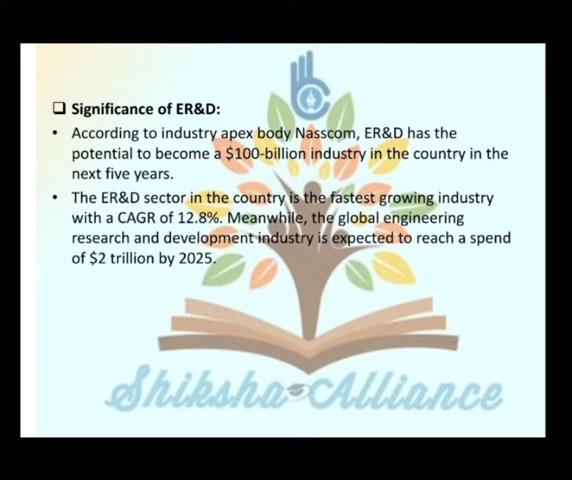 ❑ Significance of ER&D:
• According to industry apex body Nasscom, ER&D has the
potential to become a $100-billion industry in the country in the
next five years.
• The ER&D sector in the country is the fastest growing industry
with a CAGR of 12.8%. Meanwhile, the global engineering
research and development industry is expected to reach a spend
of $2 trillion by 2025.
Shiksha Alliance